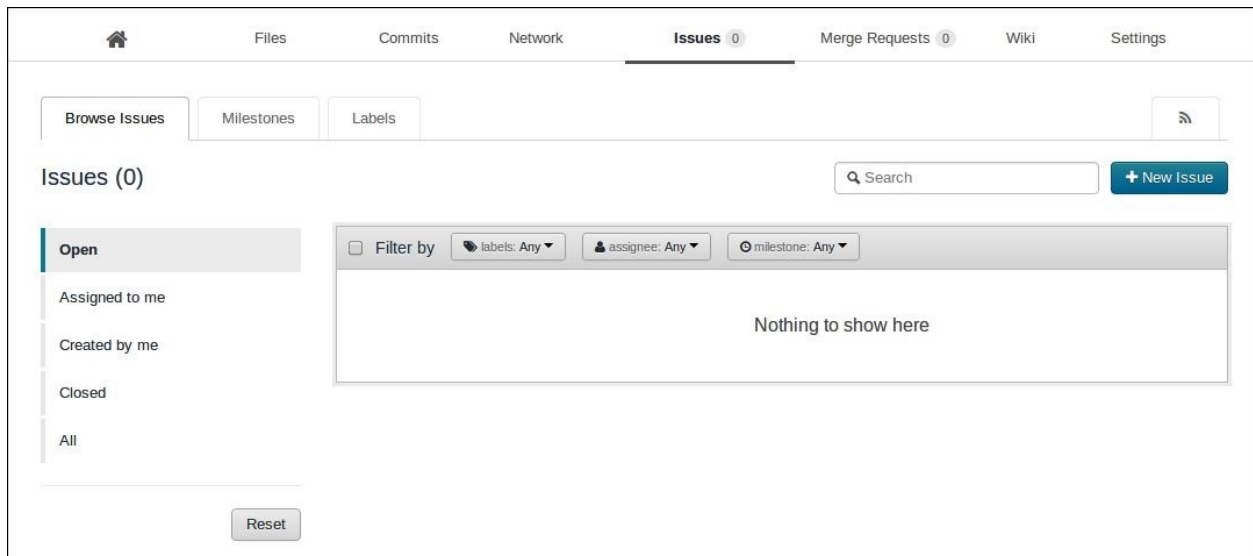 Files Commits Network Issues 0 Merge Requests 0 Wiki Settings
Browse Issues Milestones Labels
Issues (0) Search + New Issue
Open
Filter by labels: Any assignee: Any milestone: Any
Assigned to me
Nothing to show here
Created by me
Closed
All
Reset